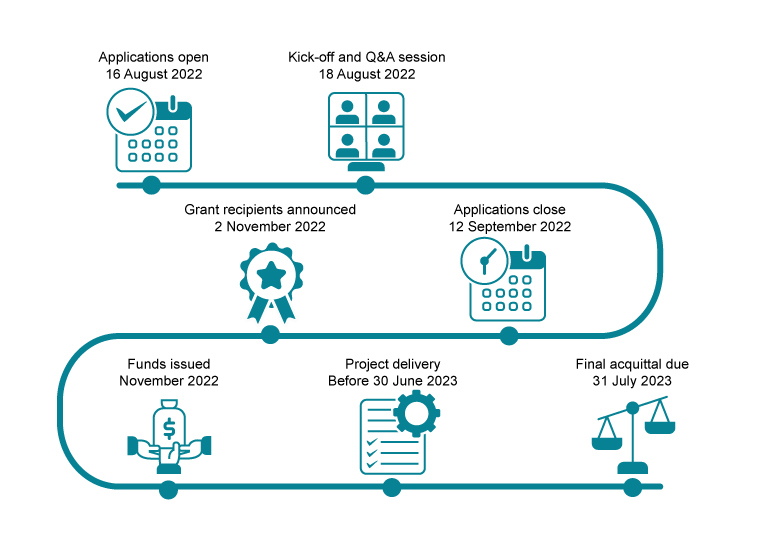 Applications open
16 August 2022
Kick-off and Q&A session
18 August 2022
Grant recipients announced
2 November 2022
Applications close
12 September 2022
Funds issued
November 2022
$
Project delivery
Before 30 June 2023
Final acquittal due
31 July 2023